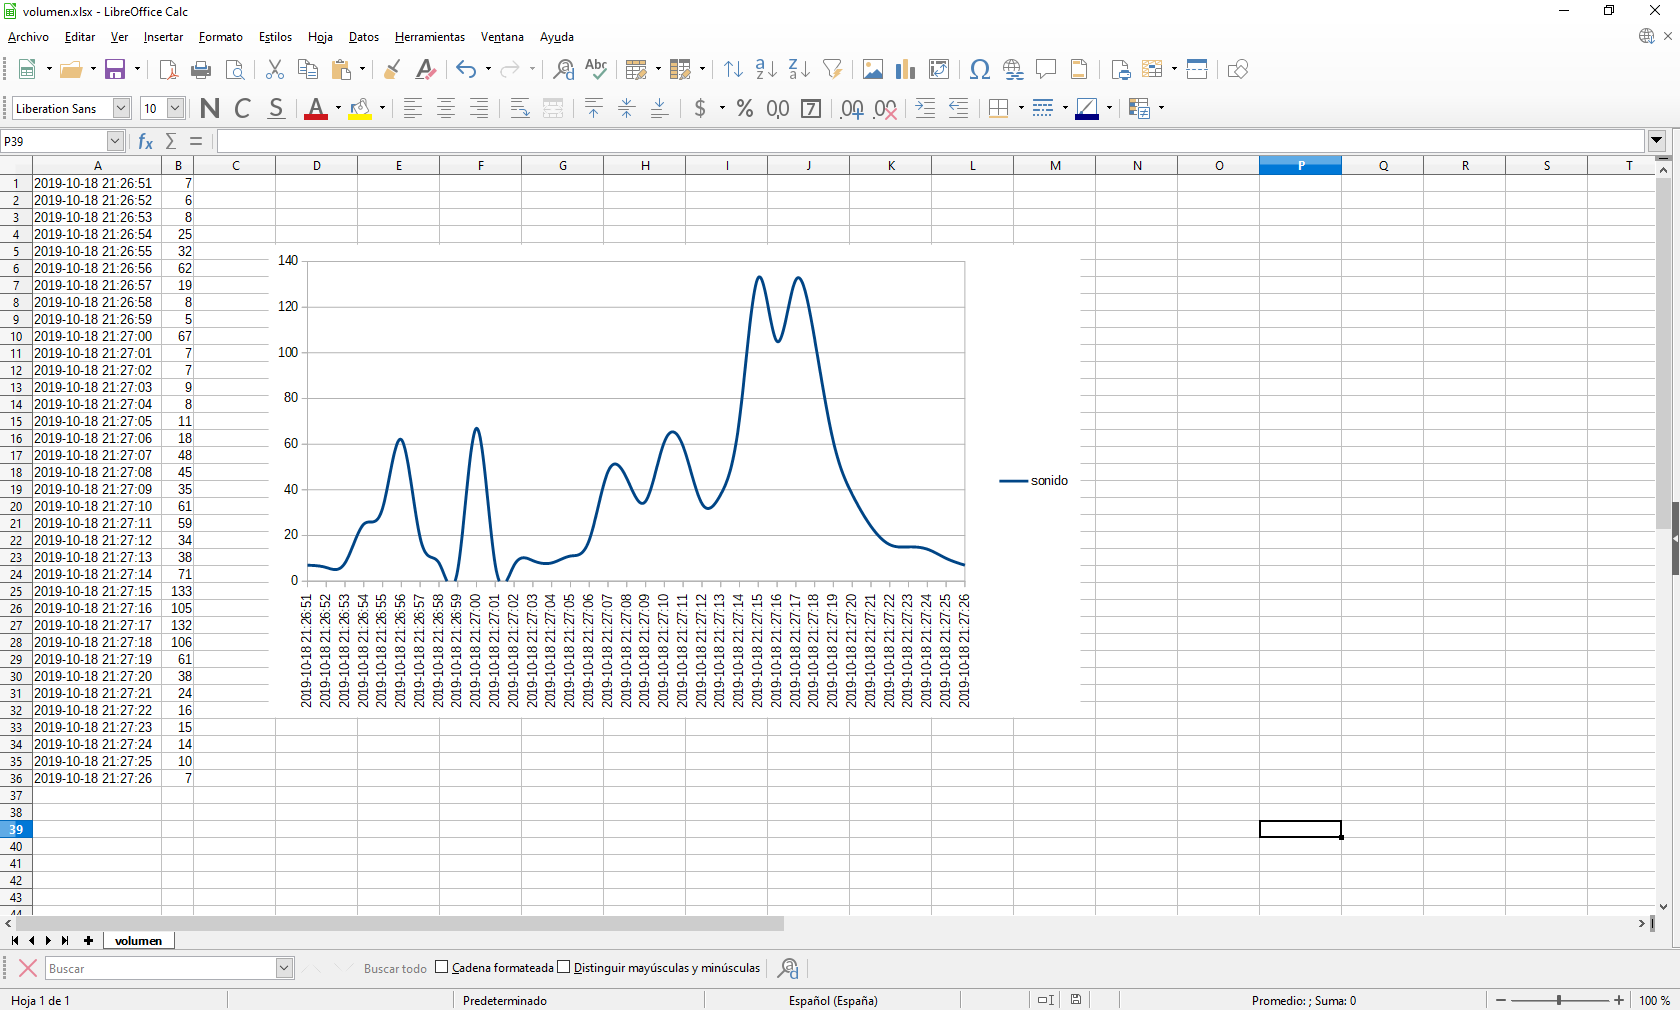 volumen.xlsx - LibreOffice Calc
Archivo Editar Ver Insertar Formato Estilos Hoja Datos Herramientas Ventana Ayuda
Liberation Sans 10 N C S A $ % 0,0 7
P39 fx Σ =
A B C D E F G H I J K L M N O P Q R S T
1 2019-10-18 21:26:51 7
2 2019-10-18 21:26:52 6
3 2019-10-18 21:26:53 8
4 2019-10-18 21:26:54 25
5 2019-10-18 21:26:55 32
6 2019-10-18 21:26:56 62
7 2019-10-18 21:26:57 19
8 2019-10-18 21:26:58 8
9 2019-10-18 21:26:59 5
10 2019-10-18 21:27:00 67
11 2019-10-18 21:27:01 7
12 2019-10-18 21:27:02 7
13 2019-10-18 21:27:03 9
14 2019-10-18 21:27:04 8
15 2019-10-18 21:27:05 11
16 2019-10-18 21:27:06 18
17 2019-10-18 21:27:07 48
18 2019-10-18 21:27:08 45
19 2019-10-18 21:27:09 35
20 2019-10-18 21:27:10 61
21 2019-10-18 21:27:11 59
22 2019-10-18 21:27:12 34
23 2019-10-18 21:27:13 38
24 2019-10-18 21:27:14 71
25 2019-10-18 21:27:15 133
26 2019-10-18 21:27:16 105
27 2019-10-18 21:27:17 132
28 2019-10-18 21:27:18 106
29 2019-10-18 21:27:19 61
30 2019-10-18 21:27:20 38
31 2019-10-18 21:27:21 24
32 2019-10-18 21:27:22 16
33 2019-10-18 21:27:23 15
34 2019-10-18 21:27:24 14
35 2019-10-18 21:27:25 10
36 2019-10-18 21:27:26 7
37
38
39
40
41
42
43
44
140
120
100
80
60
40
20
0
sonido
2019-10-18 21:26:51
2019-10-18 21:26:52
2019-10-18 21:26:53
2019-10-18 21:26:54
2019-10-18 21:26:55
2019-10-18 21:26:56
2019-10-18 21:26:57
2019-10-18 21:26:58
2019-10-18 21:26:59
2019-10-18 21:27:00
2019-10-18 21:27:01
2019-10-18 21:27:02
2019-10-18 21:27:03
2019-10-18 21:27:04
2019-10-18 21:27:05
2019-10-18 21:27:06
2019-10-18 21:27:07
2019-10-18 21:27:08
2019-10-18 21:27:09
2019-10-18 21:27:10
2019-10-18 21:27:11
2019-10-18 21:27:12
2019-10-18 21:27:13
2019-10-18 21:27:14
2019-10-18 21:27:15
2019-10-18 21:27:16
2019-10-18 21:27:17
2019-10-18 21:27:18
2019-10-18 21:27:19
2019-10-18 21:27:20
2019-10-18 21:27:21
2019-10-18 21:27:22
2019-10-18 21:27:23
2019-10-18 21:27:24
2019-10-18 21:27:25
2019-10-18 21:27:26
volumen
Buscar Buscar todo Cadena formateada Distinguir mayúsculas y minúsculas
Hoja 1 de 1 Predeterminado Español (España) Promedio: ; Suma: 0 100 %